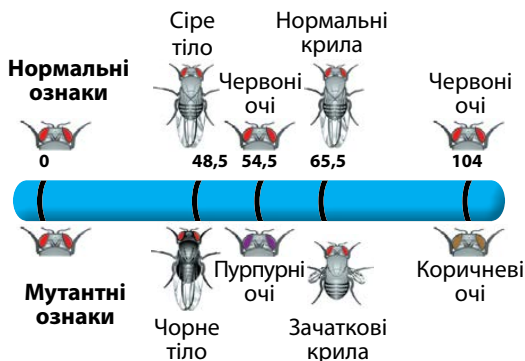 Сіре
тіло
Нормальні
крила
Нормальні
ознаки
Червоні
очі
Червоні
очі
0
48,5
54,5
65,5
104
Мутантні
ознаки
Чорне
тіло
Пурпурні
очі
Зачаткові
крила
Коричневі
очі